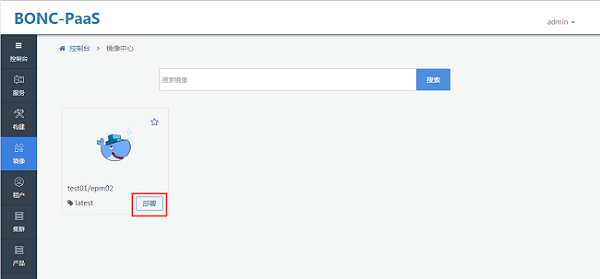 BONC-PaaS
admin
控制台
控制台 > 镜像中心
服务
搜索镜像
搜索
构建
镜像
test01/epm02
租户
latest
部署
集群
产品